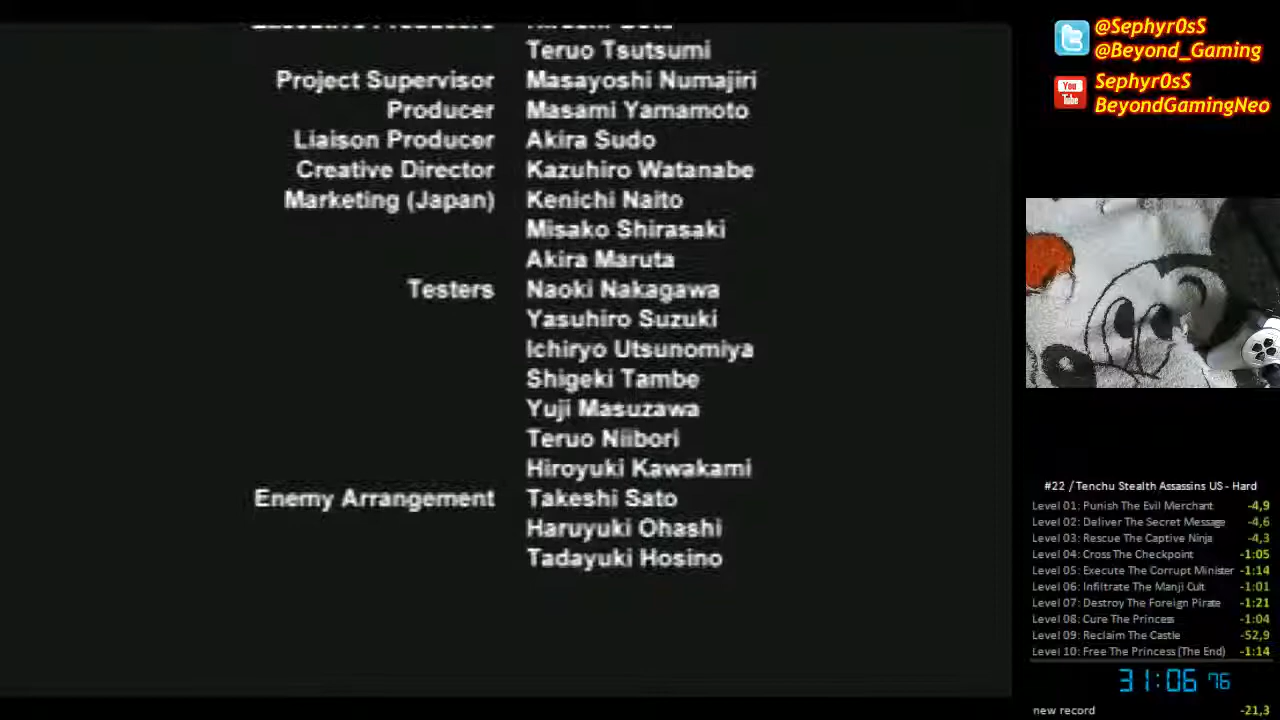 Teruo Tsutsumi
Project Supervisor Masayoshi Numajiri
Producer Masami Yamamoto
Liaison Producer Akira Sudo
Creative Director Kazuhiro Watanabe
Marketing (Japan) Kenichi Naito
Misako Shirasaki
Akira Maruta
Testers Naoki Nakagawa
Yasuhiro Suzuki
Ichiryo Utsunomiya
Shigeki Tambe
Yuji Masuzawa
Teruo Niibori
Hiroyuki Kawakami
Enemy Arrangement Takeshi Sato
Haruyuki Ohashi
Tadayuki Hosino
@Sephyr0sS
@Beyond_Gaming
You Tube
Sephyr0sS
BeyondGamingNeo
#22 / Tenchu Stealth Assassins US - Hard
Level 01: Punish The Evil Merchant -4,9
Level 02: Deliver The Secret Message -4,6
Level 03: Rescue The Captive Ninja -4,3
Level 04: Cross The Checkpoint -1:05
Level 05: Execute The Corrupt Minister -1:14
Level 06: Infiltrate The Manji Cult -1:01
Level 07: Destroy The Foreign Pirate -1:21
Level 08: Cure The Princess -1:04
Level 09: Reclaim The Castle -52,9
Level 10: Free The Princess (The End) -1:14
31:06 76
new record -21,3